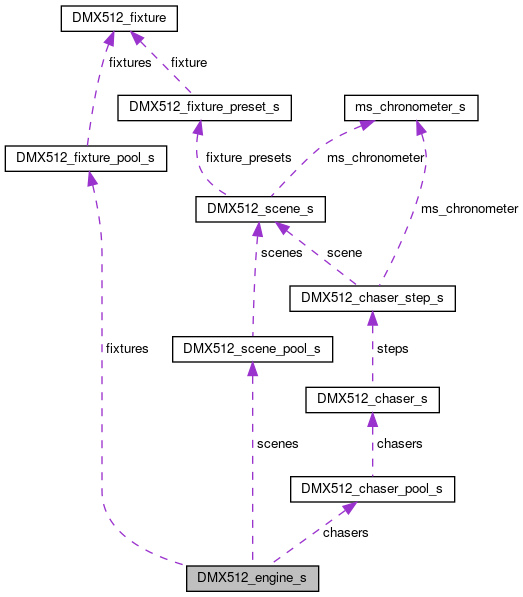 DMX512_fixture
fixtures
fixture
DMX512_fixture_preset_s
ms_chronometer_s
DMX512_fixture_pool_s
fixture_presets
ms_chronometer
DMX512_scene_s
ms_chronometer
scenes
scene
DMX512_chaser_step_s
fixtures
DMX512_scene_pool_s
steps
DMX512_chaser_s
scenes
chasers
DMX512_chaser_pool_s
chasers
DMX512_engine_s